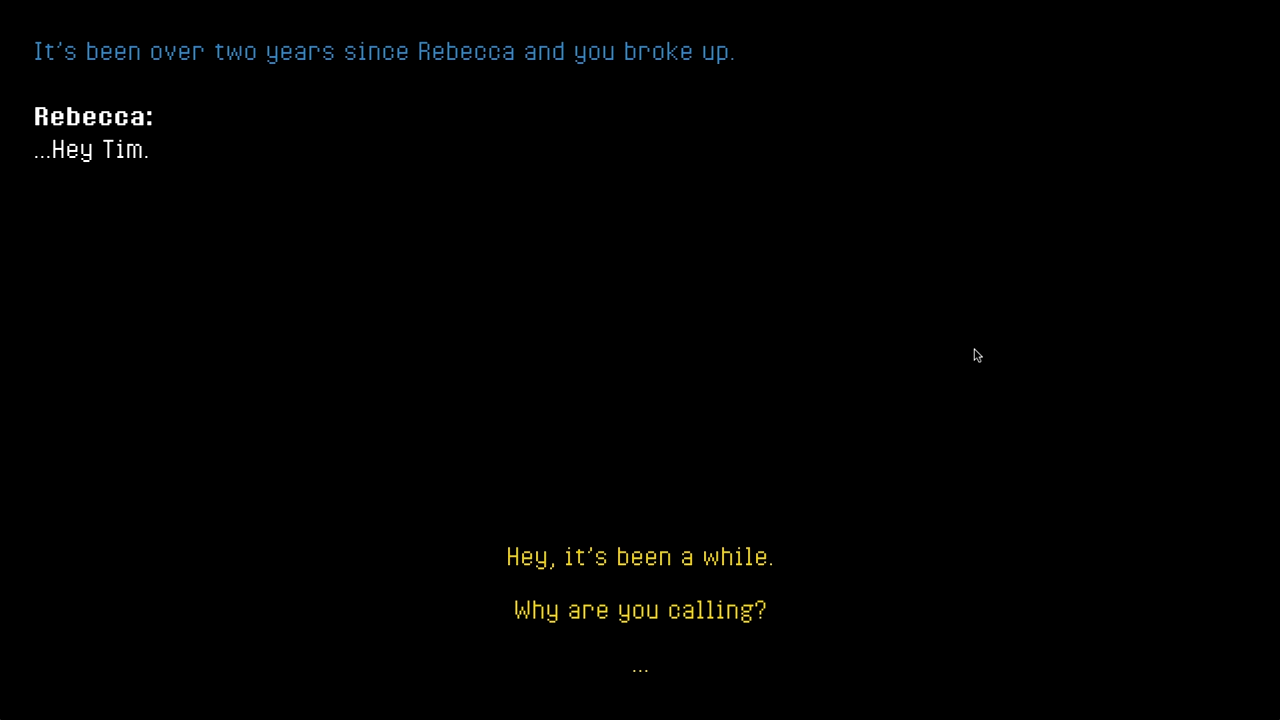 It's been over two years since Rebecca and you broke up.
Rebecca:
...Hey Tim.
Hey, it's been a while.
Why are you calling?
...